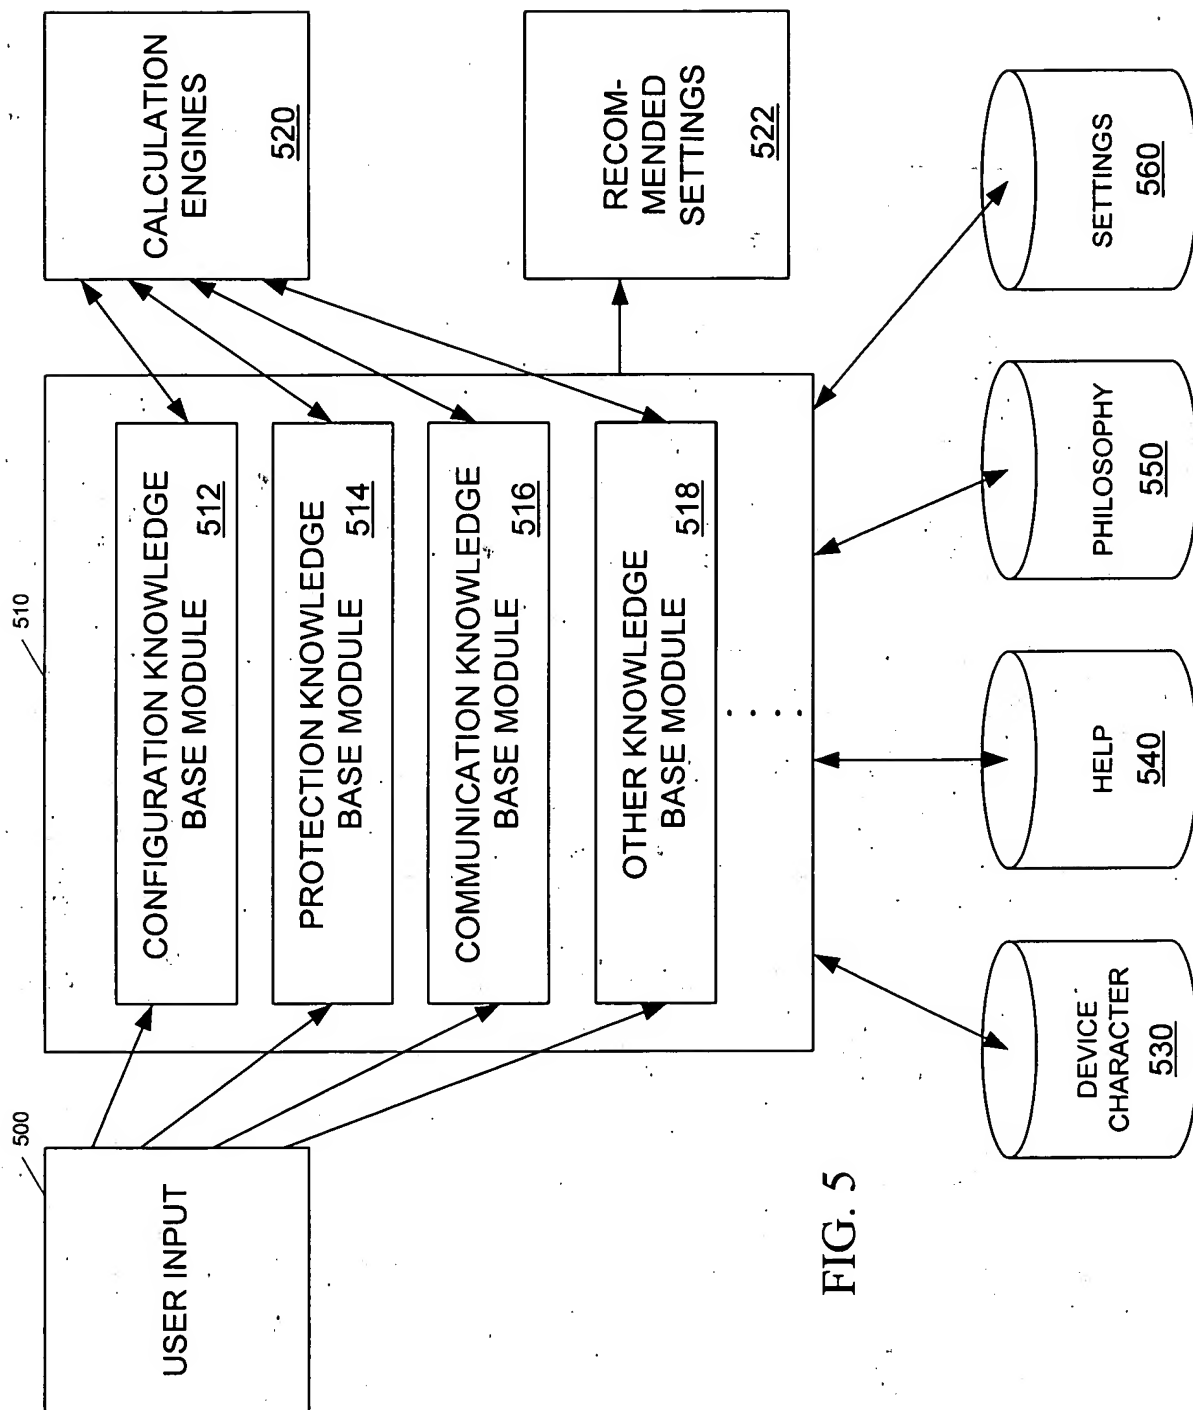 500
USER INPUT
510
CONFIGURATION KNOWLEDGE
BASE MODULE
512
PROTECTION KNOWLEDGE
BASE MODULE
514
COMMUNICATION KNOWLEDGE
BASE MODULE
516
OTHER KNOWLEDGE
BASE MODULE
518
. . . .
CALCULATION
ENGINES
520
RECOM-
MENDED
SETTINGS
522
DEVICE
CHARACTER
530
HELP
540
PHILOSOPHY
550
SETTINGS
560
FIG. 5